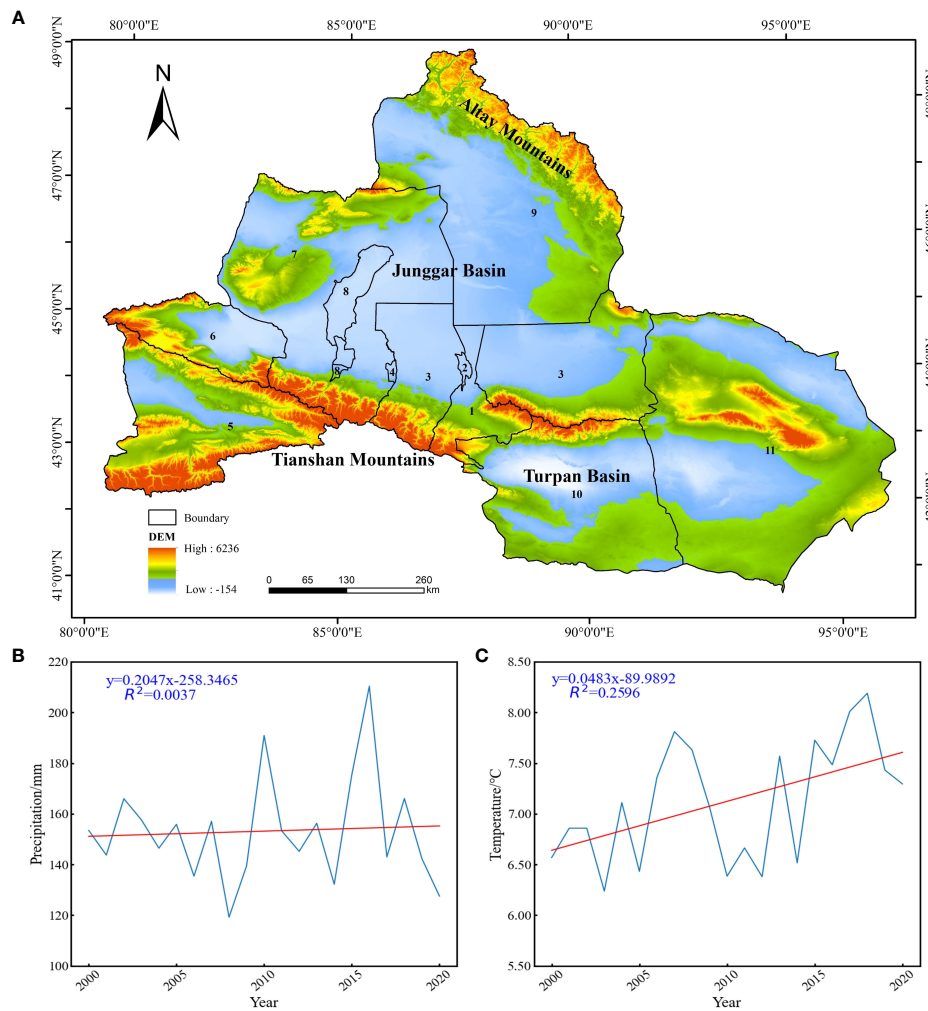 A
80°0'0"E 85°0'0"E 90°0'0"E 95°0'0"E
49°0'0"N
47°0'0"N
45°0'0"N
43°0'0"N
41°0'0"N
N
Altay Mountains
9
7
Junggar Basin
8
6
8
4
3
2
3
1
5
Tianshan Mountains
Turpan Basin
10
11
Boundary
DEM
High : 6236
Low : -154
0 65 130 260
km
80°0'0"E 85°0'0"E 90°0'0"E 95°0'0"E
B
y=0.2047x-258.3465
R²=0.0037
Precipitation/mm
220
200
180
160
140
120
100
2000 2005 2010 2015 2020
Year
C
y=0.0483x-89.9892
R²=0.2596
Temperature/°C
8.50
8.00
7.50
7.00
6.50
6.00
5.50
2000 2005 2010 2015 2020
Year